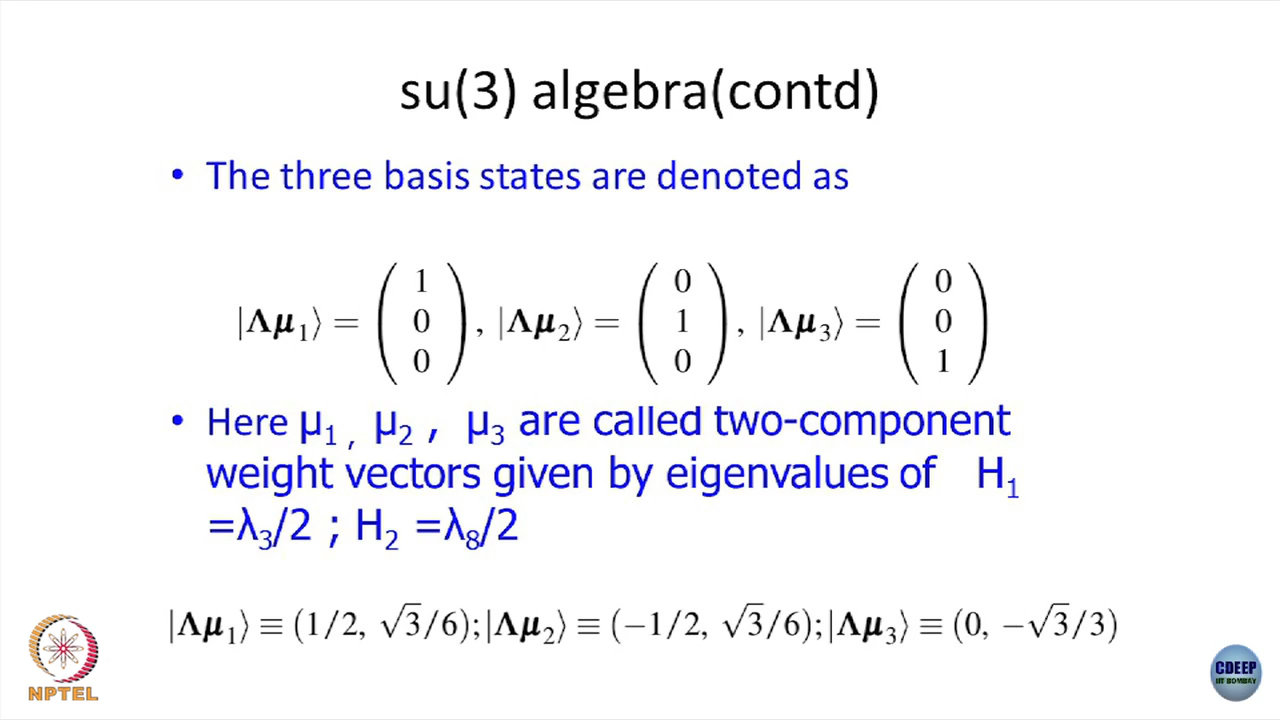 su(3) algebra(contd)
• The three basis states are denoted as
|Λμ₁⟩ = ( 1 0 0 ), |Λμ₂⟩ = ( 0 1 0 ), |Λμ₃⟩ = ( 0 0 1 )
• Here μ₁ , μ₂ , μ₃ are called two-component
weight vectors given by eigenvalues of H₁
=λ₃/2 ; H₂ =λ₈/2
|Λμ₁⟩ ≡ (1/2, √3/6);|Λμ₂⟩ ≡ (−1/2, √3/6);|Λμ₃⟩ ≡ (0, −√3/3)
NPTEL
CDEEP
IIT BOMBAY